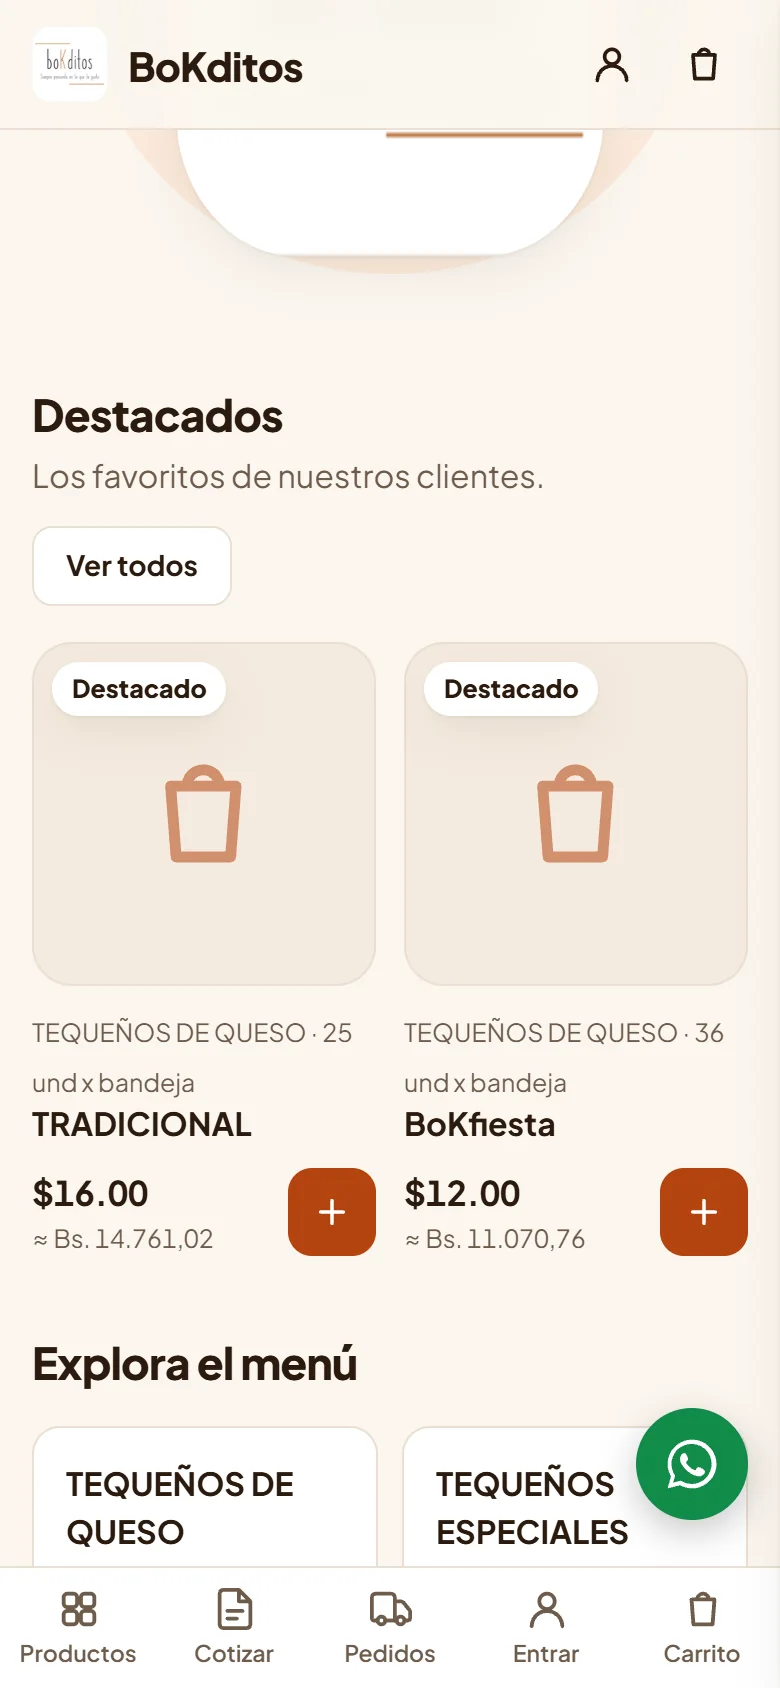 boKditos
BoKditos
Destacados
Los favoritos de nuestros clientes.
Ver todos
Destacado
Destacado
TEQUEÑOS DE QUESO · 25
und x bandeja
TRADICIONAL
$16.00
≈ Bs. 14.761,02
TEQUEÑOS DE QUESO · 36
und x bandeja
BoKfiesta
$12.00
≈ Bs. 11.070,76
Explora el menú
TEQUEÑOS DE
QUESO
TEQUEÑOS
ESPECIALES
Productos
Cotizar
Pedidos
Entrar
Carrito